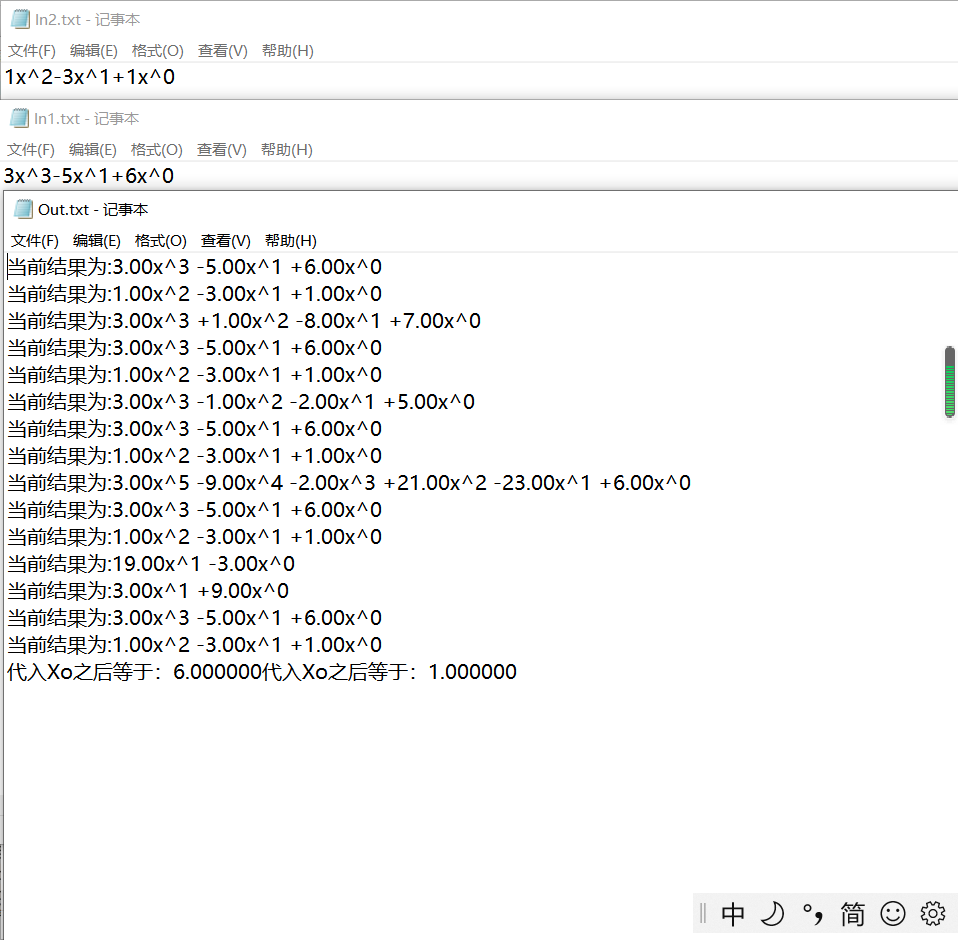 In2.txt - 记事本
文件(F) 编辑(E) 格式(O) 查看(V) 帮助(H)
1x^2-3x^1+1x^0
In1.txt - 记事本
文件(F) 编辑(E) 格式(O) 查看(V) 帮助(H)
3x^3-5x^1+6x^0
Out.txt - 记事本
文件(F) 编辑(E) 格式(O) 查看(V) 帮助(H)
当前结果为:3.00x^3 -5.00x^1 +6.00x^0
当前结果为:1.00x^2 -3.00x^1 +1.00x^0
当前结果为:3.00x^3 +1.00x^2 -8.00x^1 +7.00x^0
当前结果为:3.00x^3 -5.00x^1 +6.00x^0
当前结果为:1.00x^2 -3.00x^1 +1.00x^0
当前结果为:3.00x^3 -1.00x^2 -2.00x^1 +5.00x^0
当前结果为:3.00x^3 -5.00x^1 +6.00x^0
当前结果为:1.00x^2 -3.00x^1 +1.00x^0
当前结果为:3.00x^5 -9.00x^4 -2.00x^3 +21.00x^2 -23.00x^1 +6.00x^0
当前结果为:3.00x^3 -5.00x^1 +6.00x^0
当前结果为:1.00x^2 -3.00x^1 +1.00x^0
当前结果为:19.00x^1 -3.00x^0
当前结果为:3.00x^1 +9.00x^0
当前结果为:3.00x^3 -5.00x^1 +6.00x^0
当前结果为:1.00x^2 -3.00x^1 +1.00x^0
代入Xo之后等于：6.000000代入Xo之后等于：1.000000
中 °, 简